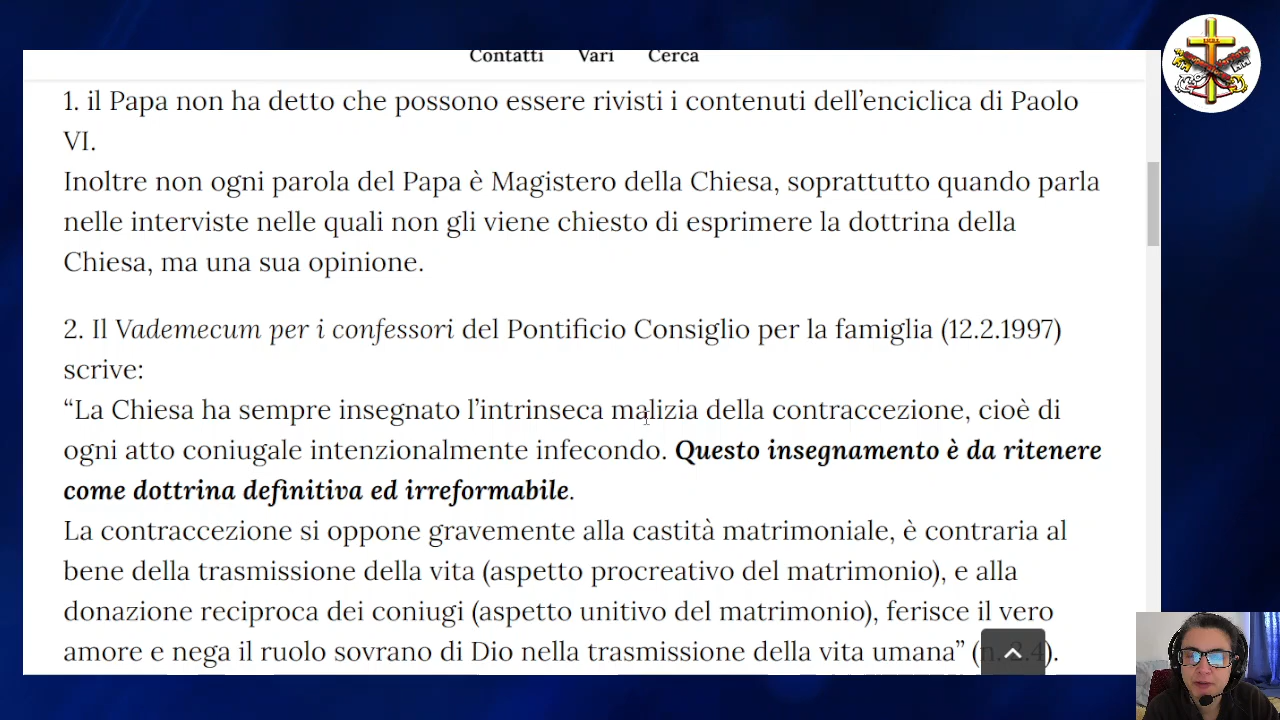 Contatti Vari Cerca
1. il Papa non ha detto che possono essere rivisti i contenuti dell’enciclica di Paolo
VI.
Inoltre non ogni parola del Papa è Magistero della Chiesa, soprattutto quando parla
nelle interviste nelle quali non gli viene chiesto di esprimere la dottrina della
Chiesa, ma una sua opinione.
2. Il Vademecum per i confessori del Pontificio Consiglio per la famiglia (12.2.1997)
scrive:
“La Chiesa ha sempre insegnato l’intrinseca malizia della contraccezione, cioè di
ogni atto coniugale intenzionalmente infecondo. Questo insegnamento è da ritenere
come dottrina definitiva ed irreformabile.
La contraccezione si oppone gravemente alla castità matrimoniale, è contraria al
bene della trasmissione della vita (aspetto procreativo del matrimonio), e alla
donazione reciproca dei coniugi (aspetto unitivo del matrimonio), ferisce il vero
amore e nega il ruolo sovrano di Dio nella trasmissione della vita umana” (n. 2.4).